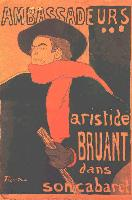 AMBASSADEURS
...
aristide
BRUANT
dans
son cabaret